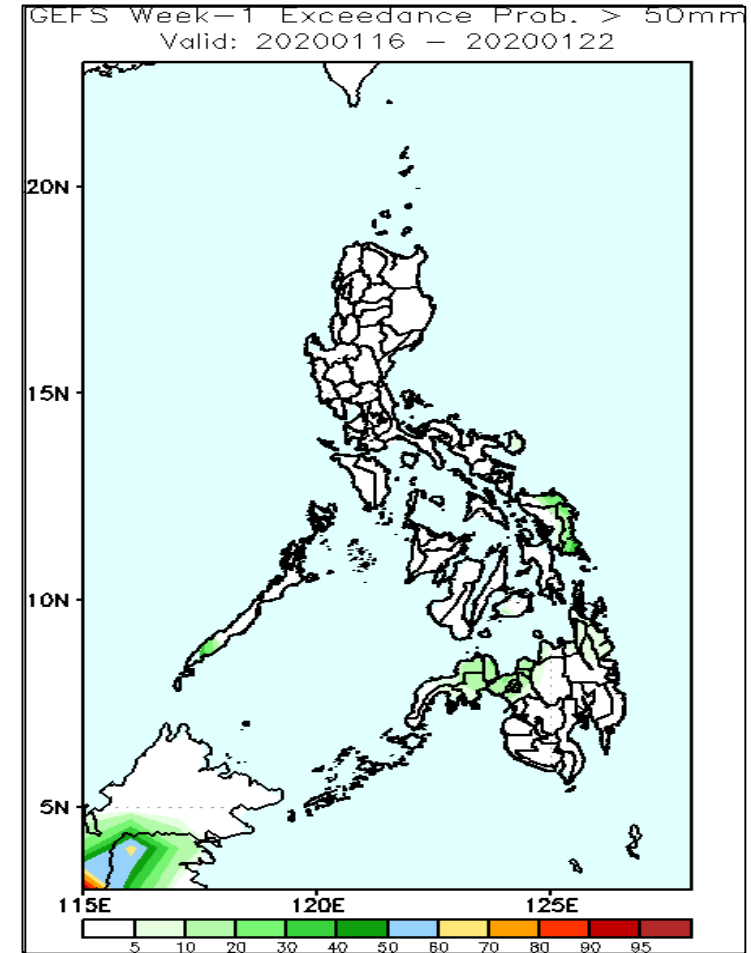 GEFS Week-1 Exceedance Prob. > 50mm
Valid: 20200116 - 20200122
20N
15N
10N
5N
115E 120E 125E
5 10 20 30 40 50 60 70 80 90 95